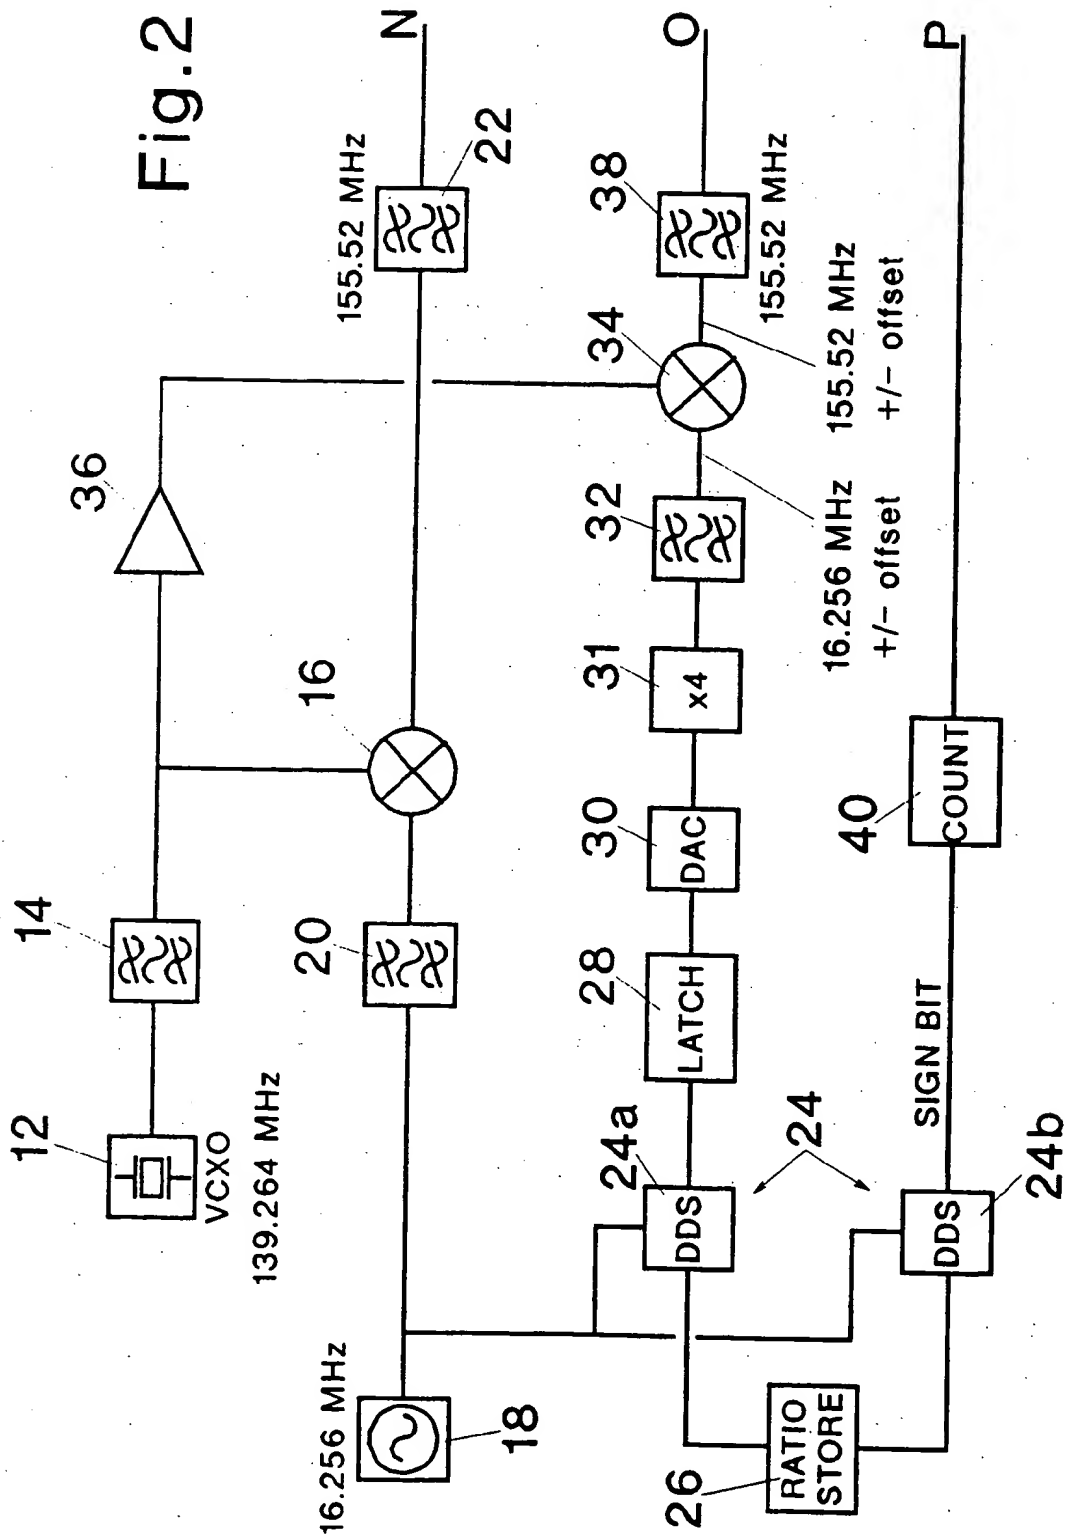 Fig.2
12
VCXO
139.264 MHz
14
36
16.256 MHz
18
20
16
155.52 MHz
22
N
26
RATIO
STORE
24a
DDS
28
LATCH
30
DAC
31
x4
32
34
38
155.52 MHz
O
16.256 MHz
+/− offset
155.52 MHz
+/− offset
24
24b
DDS
SIGN BIT
40
COUNT
P